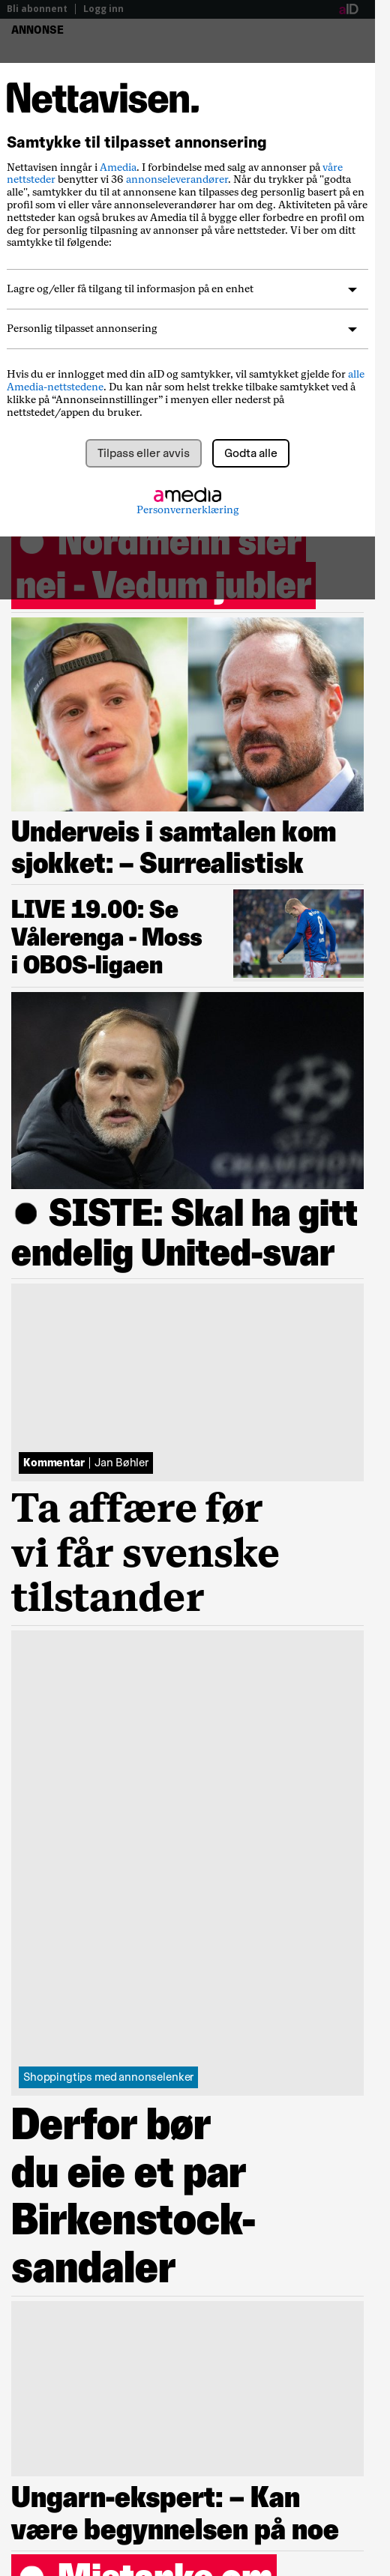 Bli abonnent | Logg inn
aID
ANNONSE
Nettavisen.
Samtykke til tilpasset annonsering
Nettavisen inngår i Amedia. I forbindelse med salg av annonser på våre
nettsteder benytter vi 36 annonseleverandører. Når du trykker på "godta
alle", samtykker du til at annonsene kan tilpasses deg personlig basert på en
profil som vi eller våre annonseleverandører har om deg. Aktiviteten på våre
nettsteder kan også brukes av Amedia til å bygge eller forbedre en profil om
deg for personlig tilpasning av annonser på våre nettsteder. Vi ber om ditt
samtykke til følgende:
Lagre og/eller få tilgang til informasjon på en enhet
Personlig tilpasset annonsering
Hvis du er innlogget med din aID og samtykker, vil samtykket gjelde for alle
Amedia-nettstedene. Du kan når som helst trekke tilbake samtykket ved å
klikke på “Annonseinnstillinger” i menyen eller nederst på
nettstedet/appen du bruker.
Tilpass eller avvis
Godta alle
amedia
Personvernerklæring
Nordmenn sier
nei - Vedum jubler
Underveis i samtalen kom
sjokket: – Surrealistisk
LIVE 19.00: Se
Vålerenga - Moss
i OBOS-ligaen
SISTE: Skal ha gitt
endelig United-svar
Kommentar | Jan Bøhler
Ta affære før
vi får svenske
tilstander
Shoppingtips med annonselenker
Derfor bør
du eie et par
Birkenstock-
sandaler
Ungarn-ekspert: – Kan
være begynnelsen på noe
Mistanke om